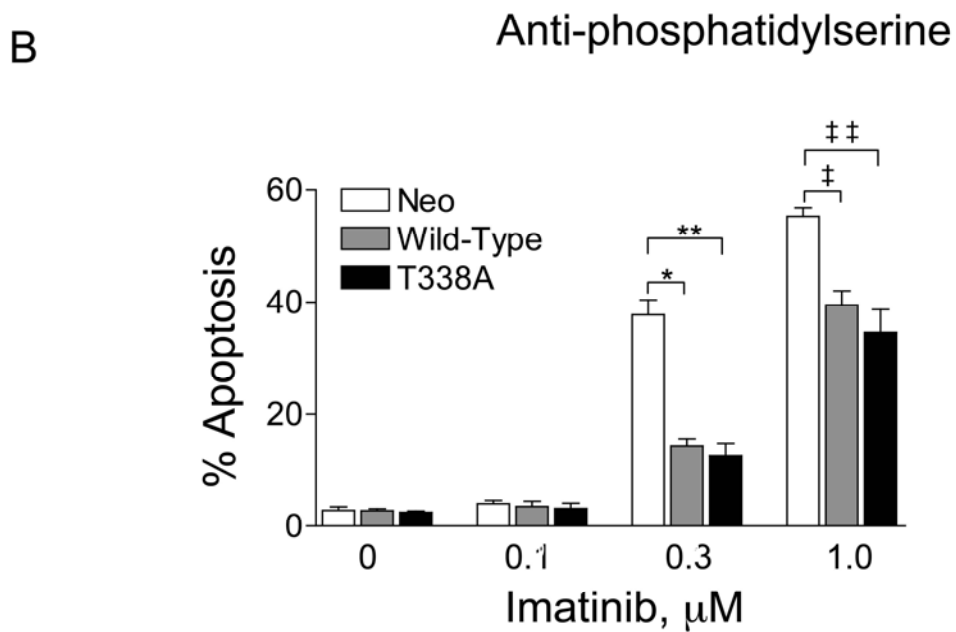 B
Anti-phosphatidylserine
‡ ‡
‡
**
*
Neo
Wild-Type
T338A
60
40
20
0
% Apoptosis
0 0.1 0.3 1.0
Imatinib, µM